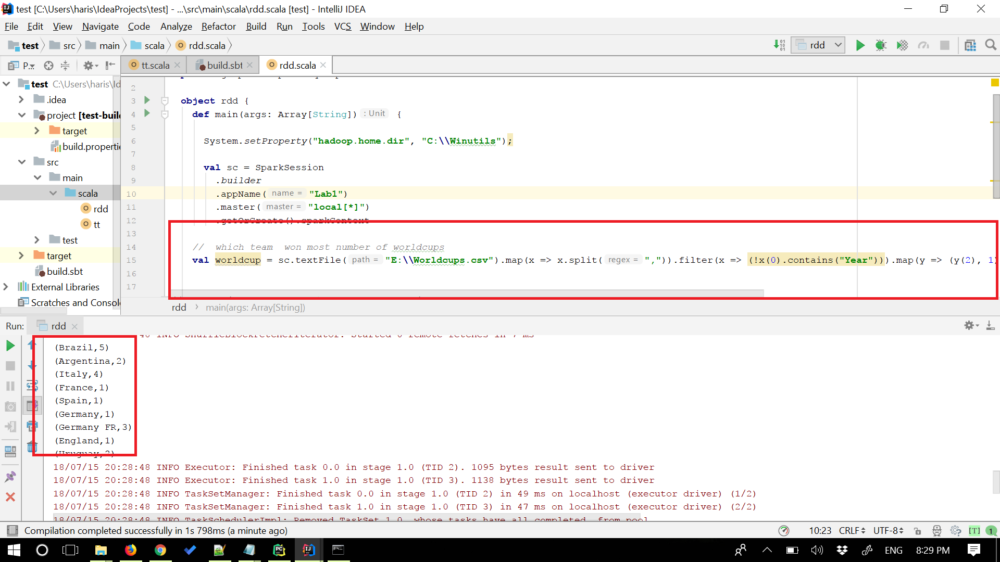 test [C:\Users\haris\IdeaProjects\test] - ...\src\main\scala\rdd.scala [test] - IntelliJ IDEA
File Edit View Navigate Code Analyze Refactor Build Run Tools VCS Window Help
test src main scala rdd.scala rdd
P... tt.scala build.sbt rdd.scala
test C:\Users\haris\Id
.idea
project [test-build
target
build.propertie
src
main
scala
rdd
tt
test
target
build.sbt
External Libraries
Scratches and Consol
2
3 object rdd {
4 def main(args: Array[String]) : Unit {
5
6 System.setProperty("hadoop.home.dir", "C:\\Winutils");
7
8 val sc = SparkSession
9 .builder
10 .appName( name = "Lab1")
11 .master( master = "local[*]")
12 .getOrCreate().sparkContext
13
14 // which team won most number of worldcups
15 val worldcup = sc.textFile( path = "E:\\Worldcups.csv").map(x => x.split( regex = ",")).filter(x => (!x(0).contains("Year"))).map(y => (y(2), 1)
16
17
rdd > main(args: Array[String])
Run: rdd
INFO ShuffleBlockFetcherIterator: Started 0 remote fetches in 7 ms
(Brazil,5)
(Argentina,2)
(Italy,4)
(France,1)
(Spain,1)
(Germany,1)
(Germany FR,3)
(England,1)
(Uruguay,2)
18/07/15 20:28:48 INFO Executor: Finished task 0.0 in stage 1.0 (TID 2). 1095 bytes result sent to driver
18/07/15 20:28:48 INFO Executor: Finished task 1.0 in stage 1.0 (TID 3). 1138 bytes result sent to driver
18/07/15 20:28:48 INFO TaskSetManager: Finished task 0.0 in stage 1.0 (TID 2) in 49 ms on localhost (executor driver) (1/2)
18/07/15 20:28:48 INFO TaskSetManager: Finished task 1.0 in stage 1.0 (TID 3) in 47 ms on localhost (executor driver) (2/2)
18/07/15 20:28:48 INFO TaskSchedulerImpl: Removed TaskSet 1.0, whose tasks have all completed, from pool
Compilation completed successfully in 1s 798ms (a minute ago) 10:23 CRLF UTF-8 [T] 1
ENG 8:29 PM